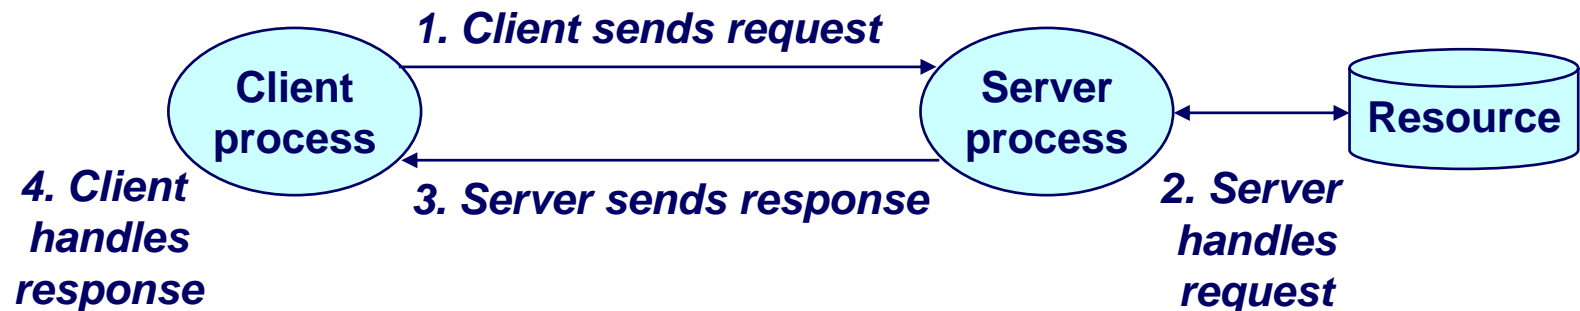 1. Client sends request
Client
process
Server
process
Resource
4. Client
handles
response
3. Server sends response
2. Server
handles
request